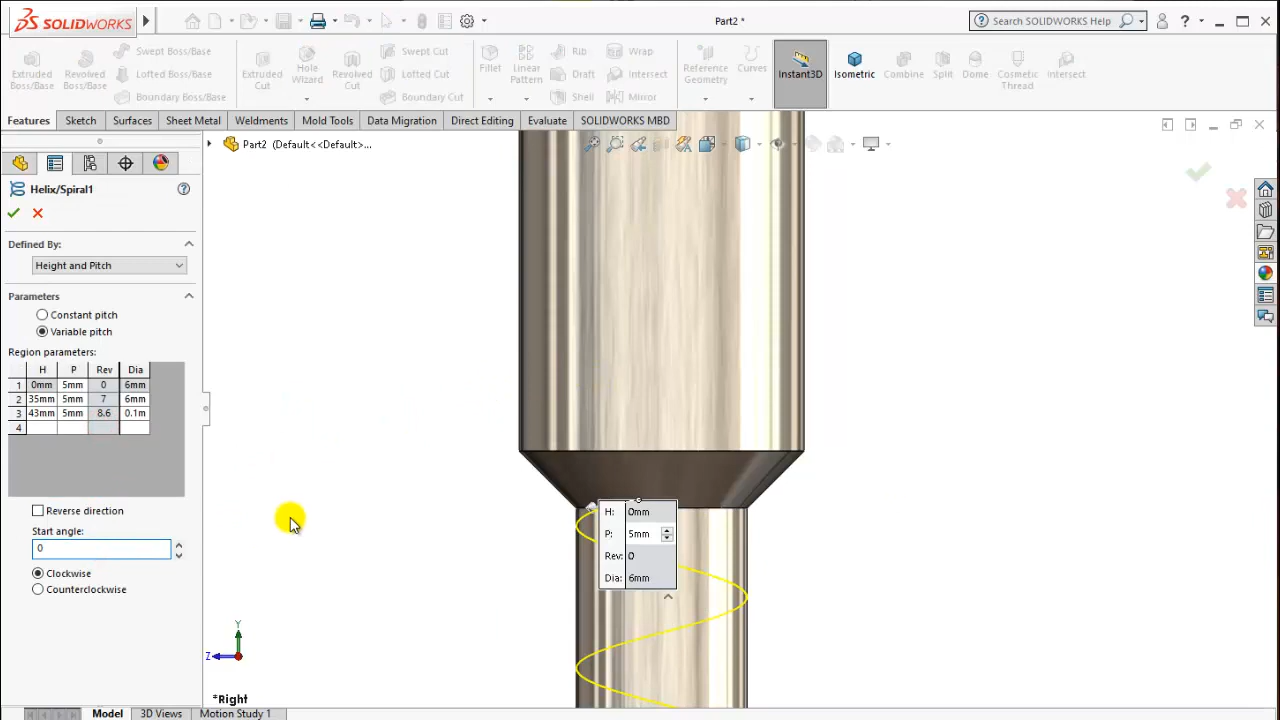 SOLIDWORKS
Part2 *
Search SOLIDWORKS Help
Extruded Boss/Base
Revolved Boss/Base
Swept Boss/Base
Lofted Boss/Base
Boundary Boss/Base
Extruded Cut
Hole Wizard
Revolved Cut
Swept Cut
Lofted Cut
Boundary Cut
Fillet
Linear Pattern
Rib
Draft
Shell
Wrap
Intersect
Mirror
Reference Geometry
Curves
Instant3D
Isometric
Combine
Split
Dome
Cosmetic Thread
Intersect
Features
Sketch
Surfaces
Sheet Metal
Weldments
Mold Tools
Data Migration
Direct Editing
Evaluate
SOLIDWORKS MBD
Part2 (Default<<Default>...
Helix/Spiral1
Defined By:
Height and Pitch
Parameters
Constant pitch
Variable pitch
Region parameters:
H P Rev Dia
1 0mm 5mm 0 6mm
2 35mm 5mm 7 6mm
3 43mm 5mm 8.6 0.1m
4
Reverse direction
Start angle:
0
Clockwise
Counterclockwise
H: 0mm
P: 5mm
Rev: 0
Dia: 6mm
Y
Z
*Right
Model
3D Views
Motion Study 1